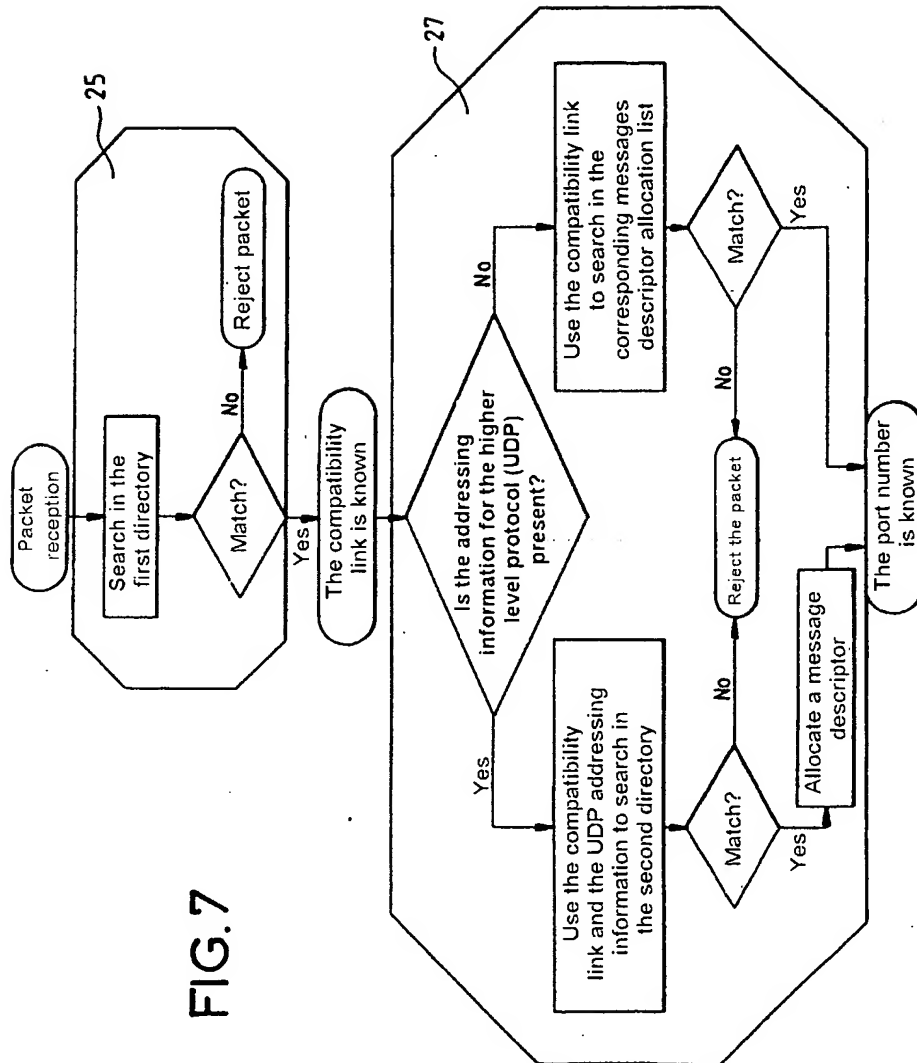 FIG.7
25
Packet
reception
Search in the
first directory
Match?
No
Reject packet
Yes
The compatibility
link is known
27
Is the addressing
information for the higher
level protocol (UDP)
present?
Yes
No
Use the compatibility
link and the UDP addressing
information to search in
the second directory
Use the compatibility link
to search in the
corresponding messages
descriptor allocation list
Match?
No
Reject the packet
No
Match?
Yes
Yes
Allocate a message
descriptor
The port number
is known